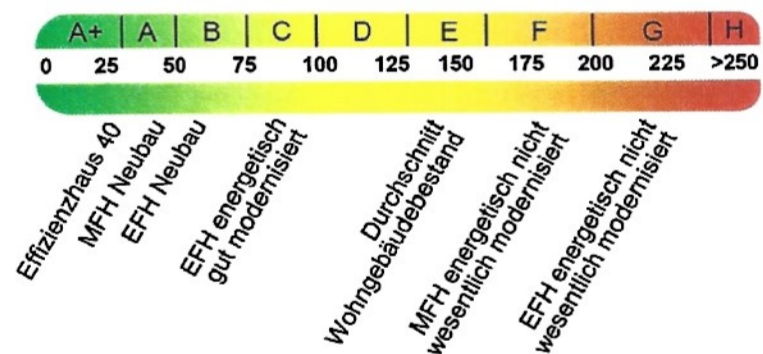 A+ A B C D E F G H
0 25 50 75 100 125 150 175 200 225 >250
Effizienzhaus 40
MFH Neubau
EFH Neubau
EFH energetisch
gut modernisiert
Durchschnitt
Wohngebäudebestand
MFH energetisch nicht
wesentlich modernisiert
EFH energetisch nicht
wesentlich modernisiert